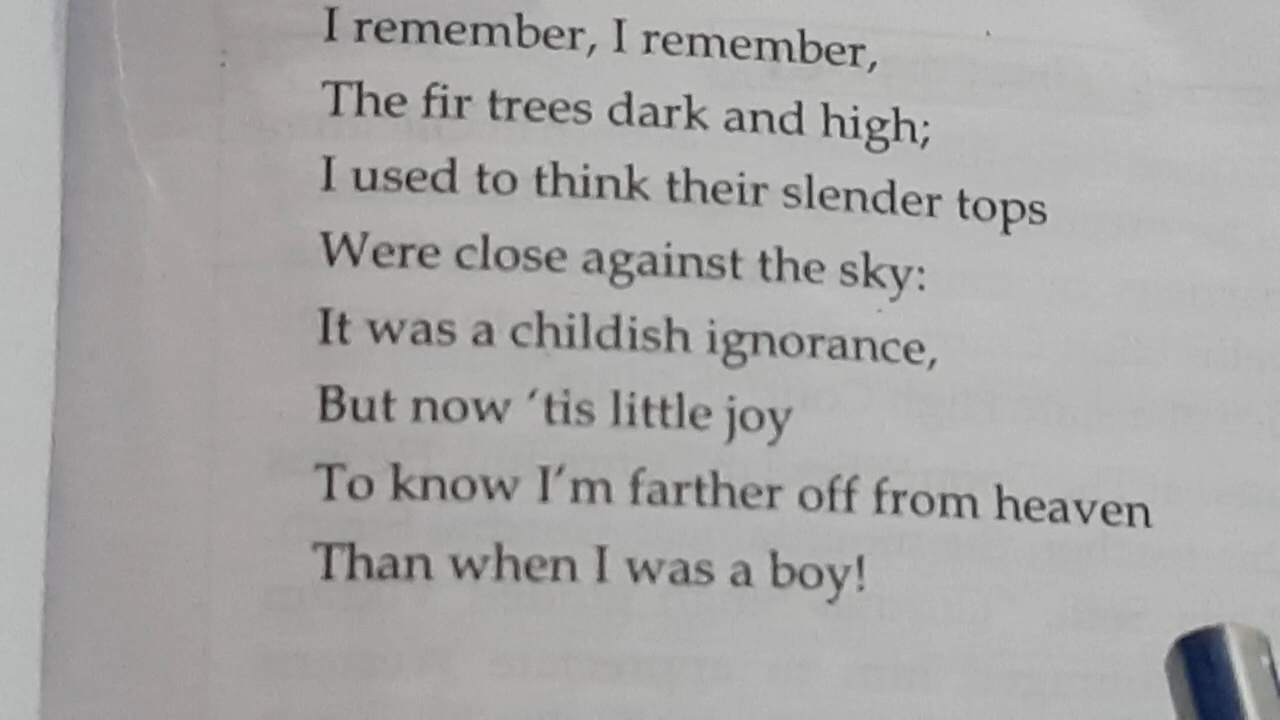 I remember, I remember,
The fir trees dark and high;
I used to think their slender tops
Were close against the sky:
It was a childish ignorance,
But now ’tis little joy
To know I’m farther off from heaven
Than when I was a boy!